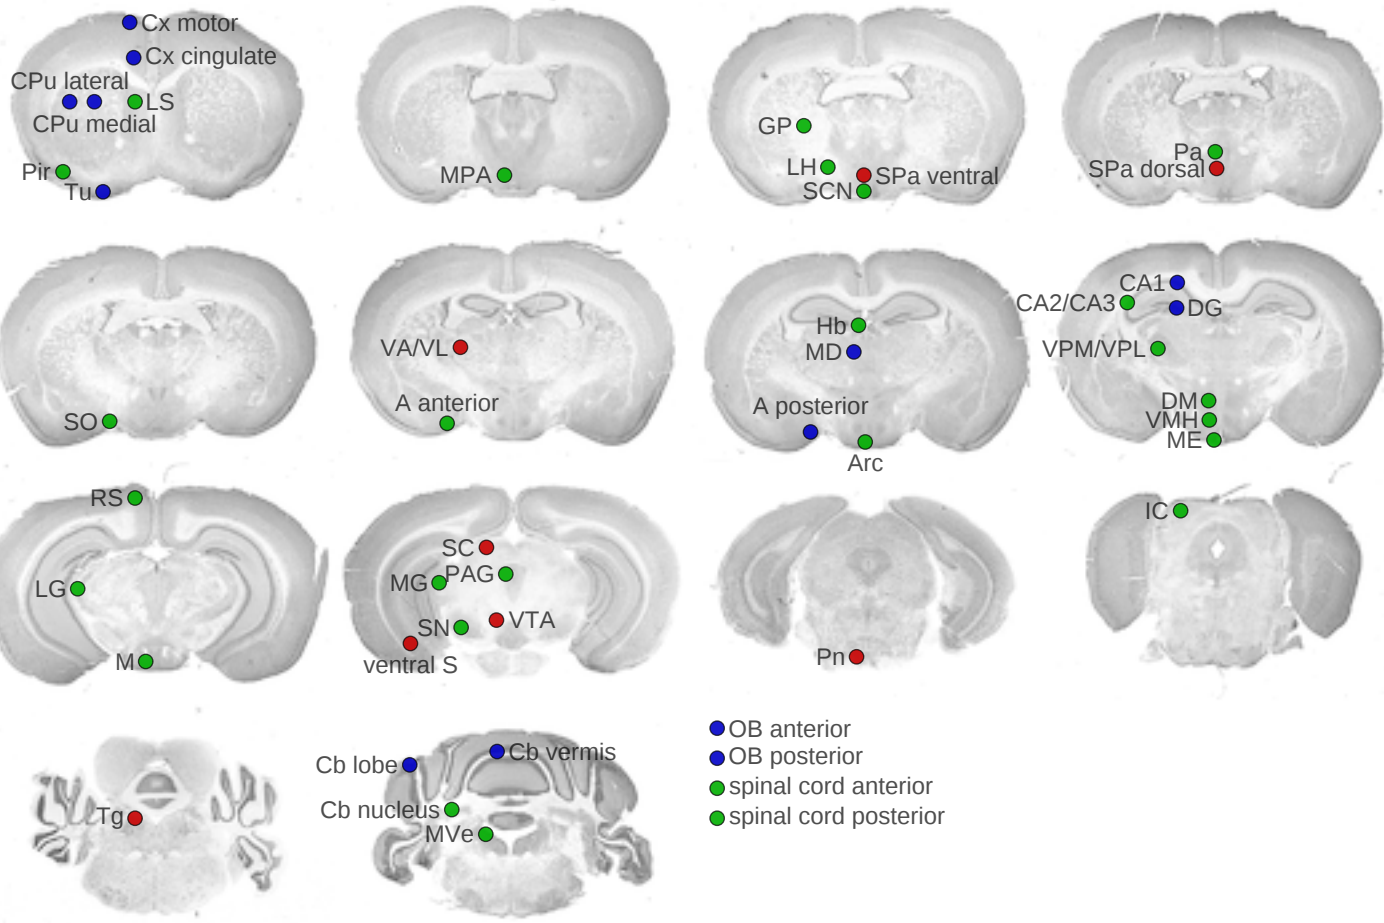 Cx motor
Cx cingulate
CPu lateral
LS
CPu medial
Pir
Tu
MPA
GP
LH
SPa ventral
SCN
Pa
SPa dorsal
SO
VA/VL
A anterior
Hb
MD
A posterior
Arc
CA1
CA2/CA3
DG
VPM/VPL
DM
VMH
ME
RS
LG
M
SC
MG
PAG
SN
VTA
ventral S
Pn
IC
Tg
Cb lobe
Cb vermis
Cb nucleus
MVe
OB anterior
OB posterior
spinal cord anterior
spinal cord posterior